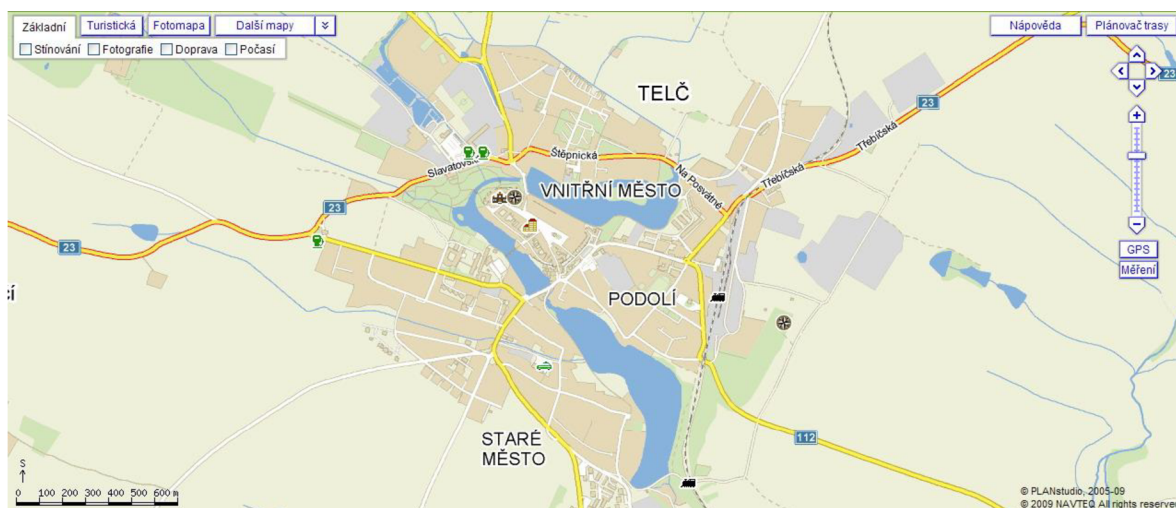 Základní Turistická Fotomapa Další mapy Nápověda Plánovač trasy
Stínování Fotografie Doprava Počasí
TELČ
23
23
Třebíčská
Štěpnická
Na Posvátné
Třebíčská
VNITŘNÍ MĚSTO
23
23
GPS
Měření
PODOLÍ
STARÉ
MĚSTO
112
S
0 100 200 300 400 500 600 m
© PLANstudio, 2005-09
© 2009 NAVTEQ All rights reserved